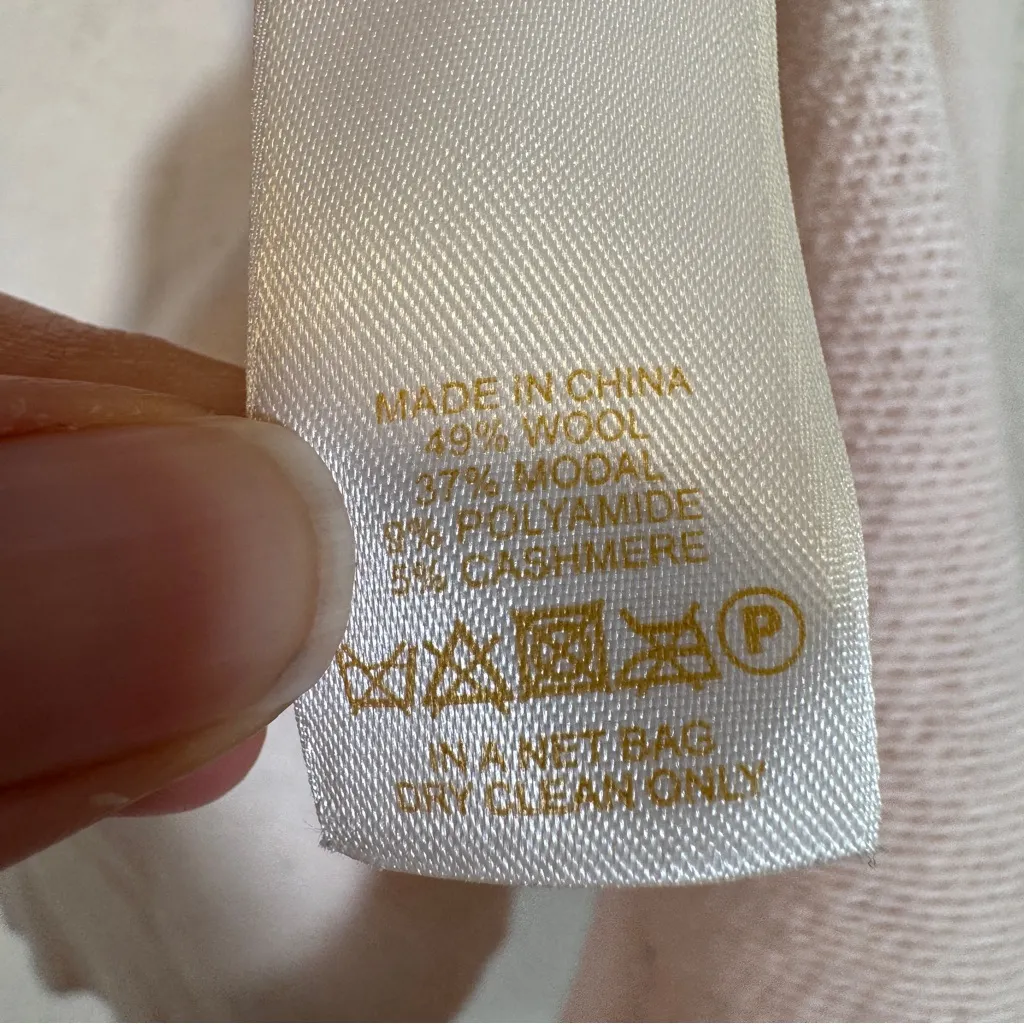 MADE IN CHINA
49% WOOL
37% MODAL
9% POLYAMIDE
5% CASHMERE
P
IN A NET BAG
DRY CLEAN ONLY